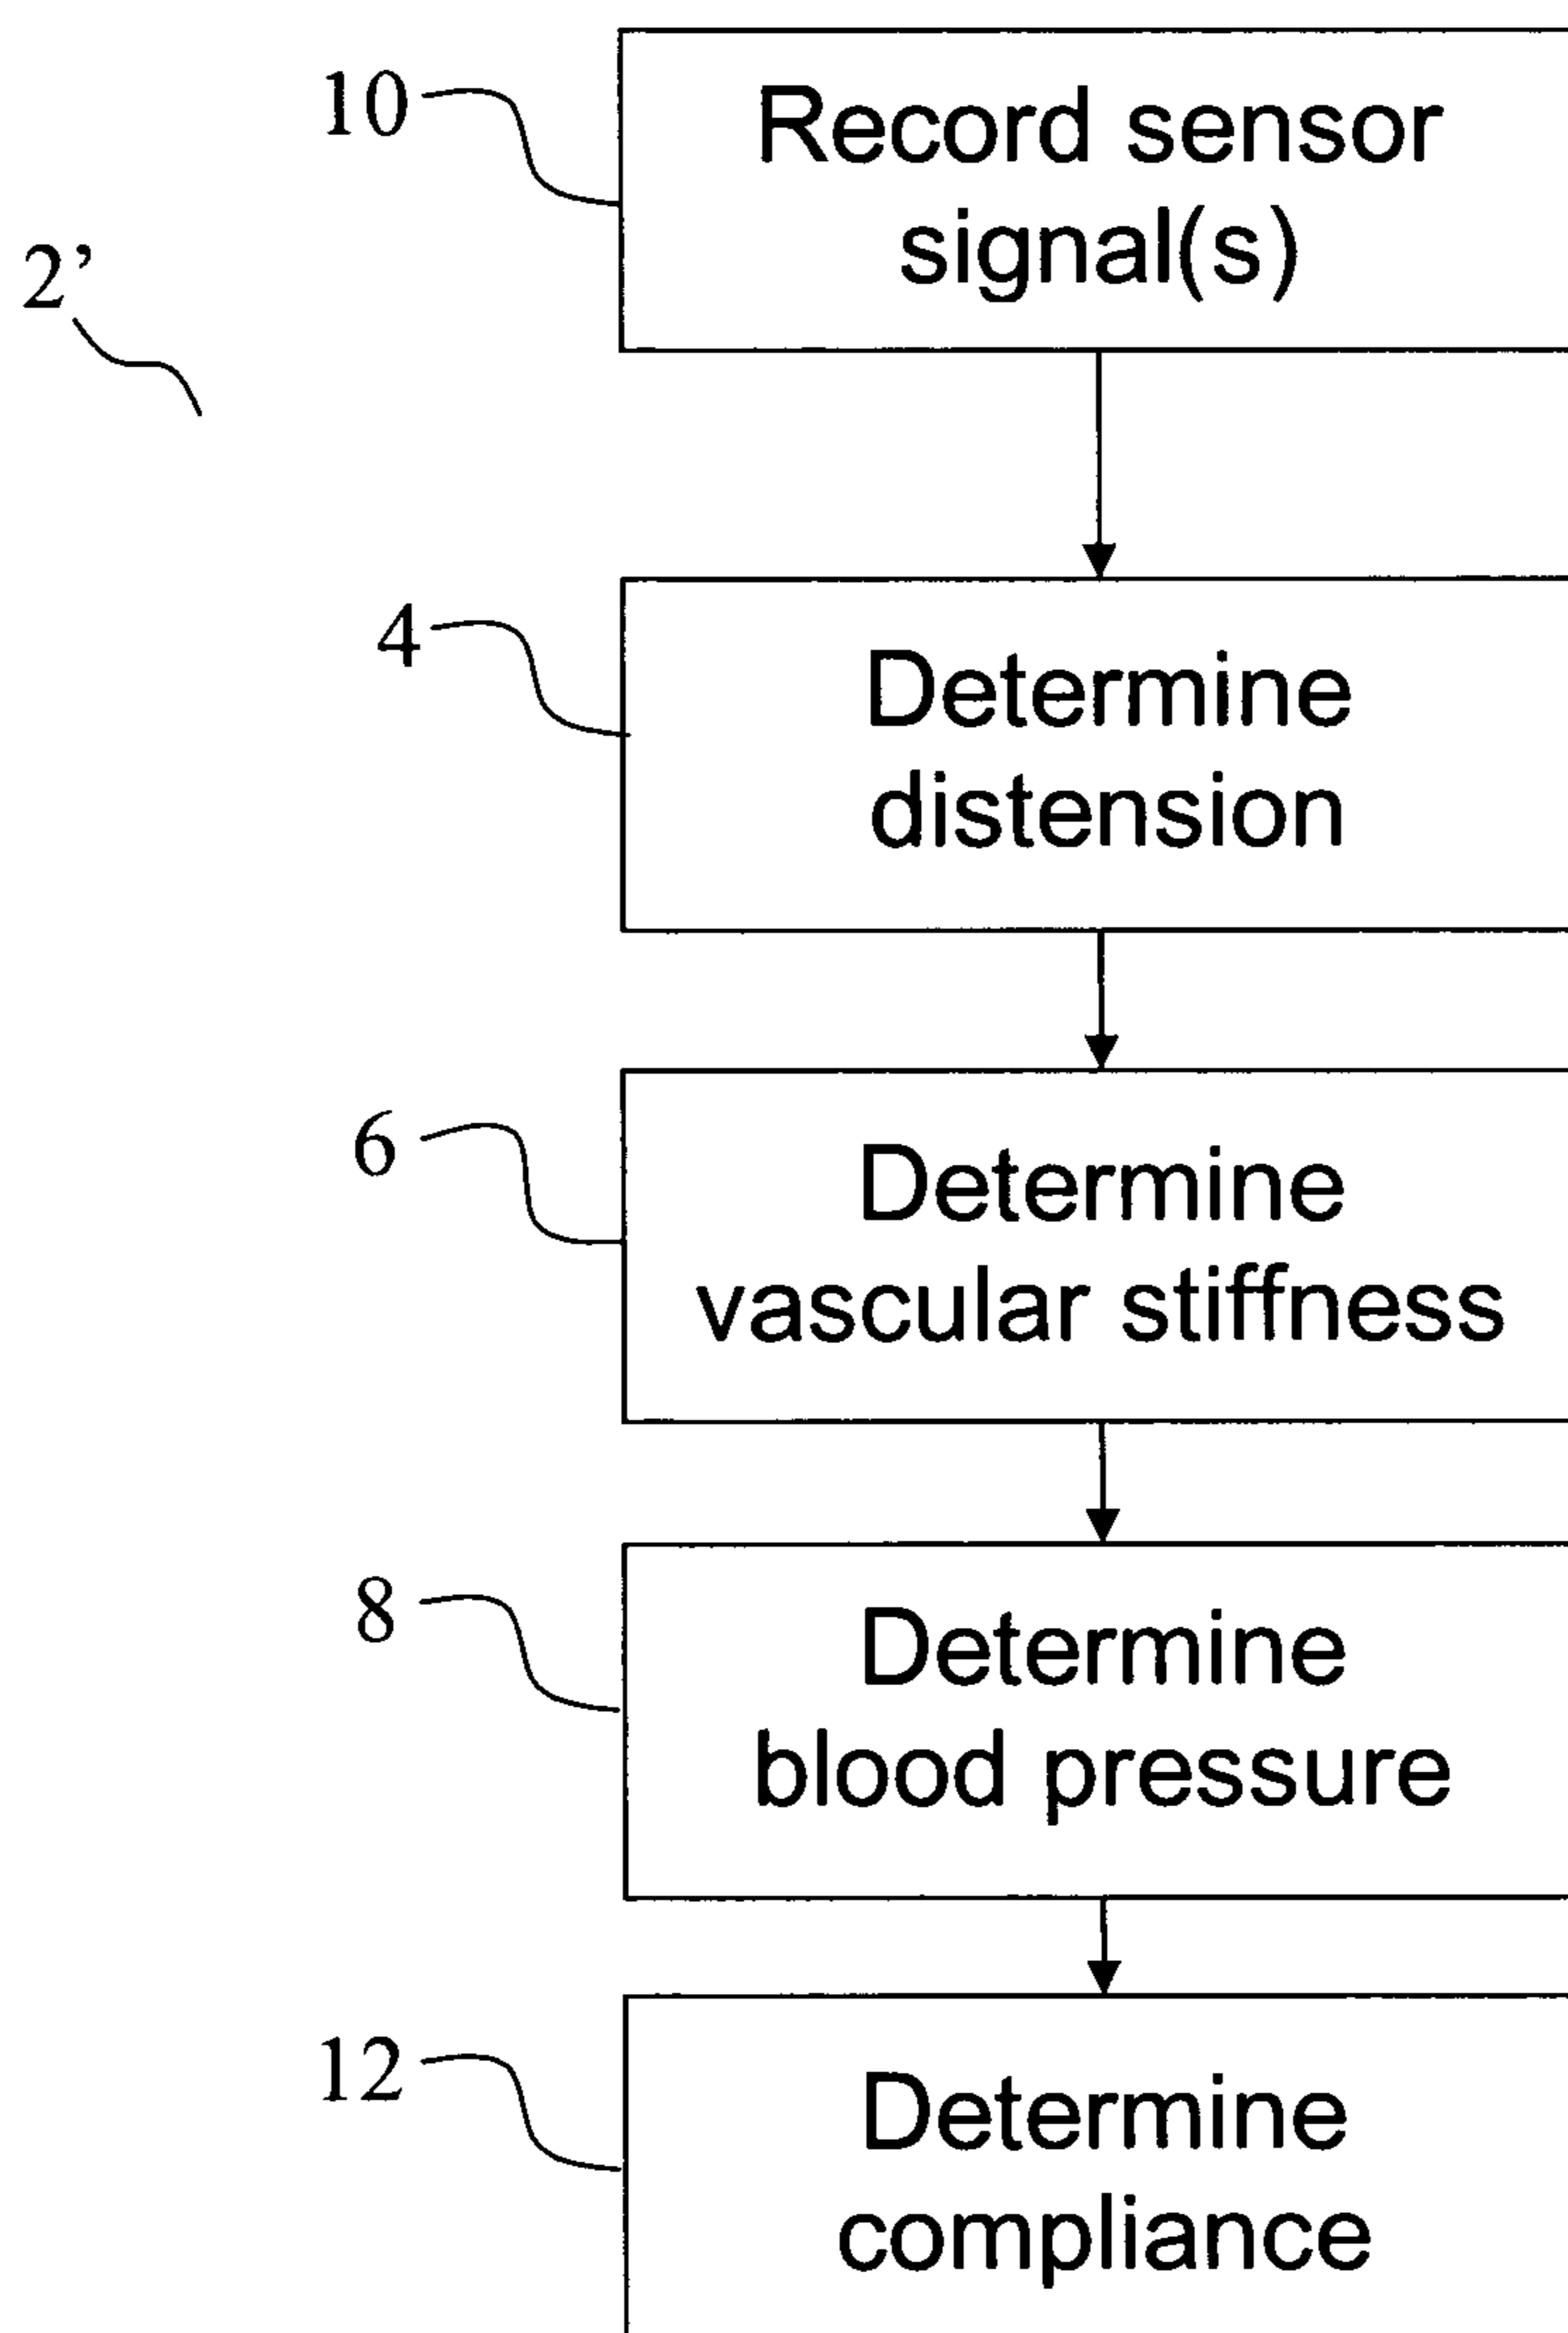 10
Record sensor
signal(s)
2’
4
Determine
distension
6
Determine
vascular stiffness
8
Determine
blood pressure
12
Determine
compliance